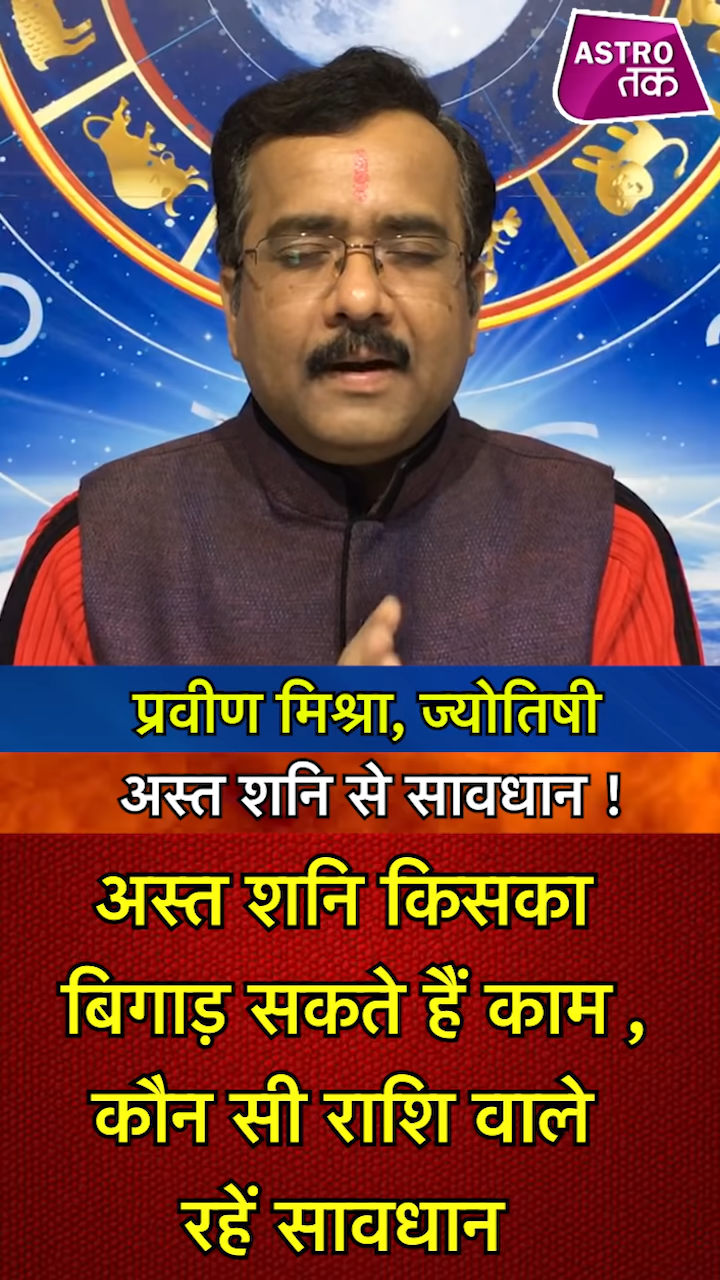 ASTRO
तक
प्रवीण मिश्रा, ज्योतिषी
अस्त शनि से सावधान !
अस्त शनि किसका
बिगाड़ सकते हैं काम ,
कौन सी राशि वाले
रहें सावधान